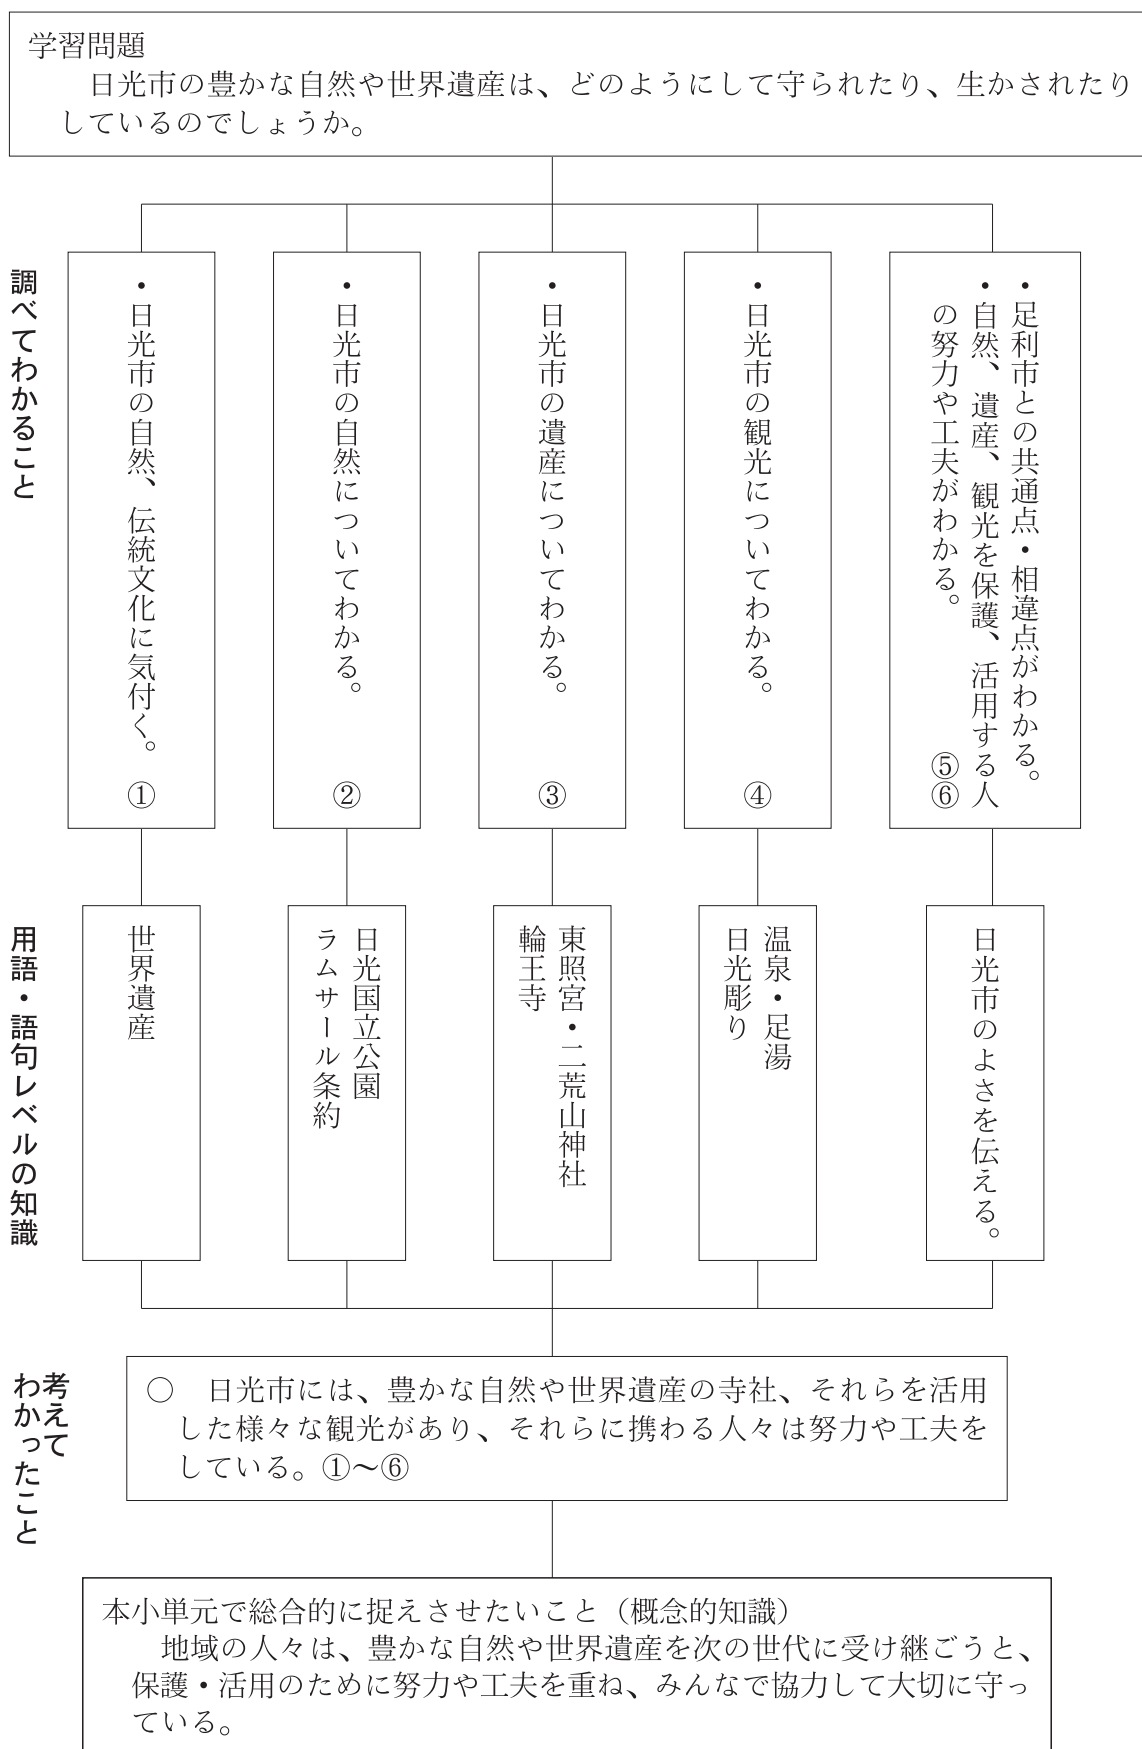 学習問題
日光市の豊かな自然や世界遺産は、どのようにして守られたり、生かされたり
しているのでしょうか。
調べてわかること
・日光市の自然、伝統文化に気付く。 ①
・日光市の自然についてわかる。 ②
・日光市の遺産についてわかる。 ③
・日光市の観光についてわかる。 ④
・足利市との共通点・相違点がわかる。
・自然、遺産、観光を保護、活用する人
の努力や工夫がわかる。 ⑤⑥
用語・語句レベルの知識
世界遺産
日光国立公園
ラムサール条約
東照宮・二荒山神社
輪王寺
温泉・足湯
日光彫り
日光市のよさを伝える。
考えて
わかったこと
○ 日光市には、豊かな自然や世界遺産の寺社、それらを活用
した様々な観光があり、それらに携わる人々は努力や工夫を
している。①〜⑥
本小単元で総合的に捉えさせたいこと（概念的知識）
地域の人々は、豊かな自然や世界遺産を次の世代に受け継ごうと、
保護・活用のために努力や工夫を重ね、みんなで協力して大切に守っ
ている。